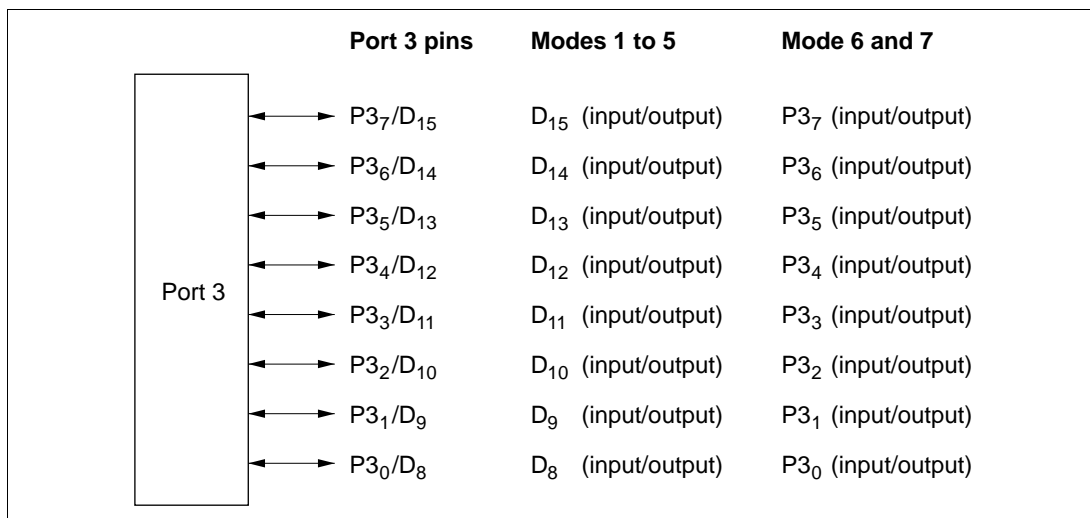 Port 3 pins Modes 1 to 5 Mode 6 and 7
P3₇/D₁₅ D₁₅ (input/output) P3₇ (input/output)
P3₆/D₁₄ D₁₄ (input/output) P3₆ (input/output)
P3₅/D₁₃ D₁₃ (input/output) P3₅ (input/output)
P3₄/D₁₂ D₁₂ (input/output) P3₄ (input/output)
Port 3
P3₃/D₁₁ D₁₁ (input/output) P3₃ (input/output)
P3₂/D₁₀ D₁₀ (input/output) P3₂ (input/output)
P3₁/D₉ D₉ (input/output) P3₁ (input/output)
P3₀/D₈ D₈ (input/output) P3₀ (input/output)